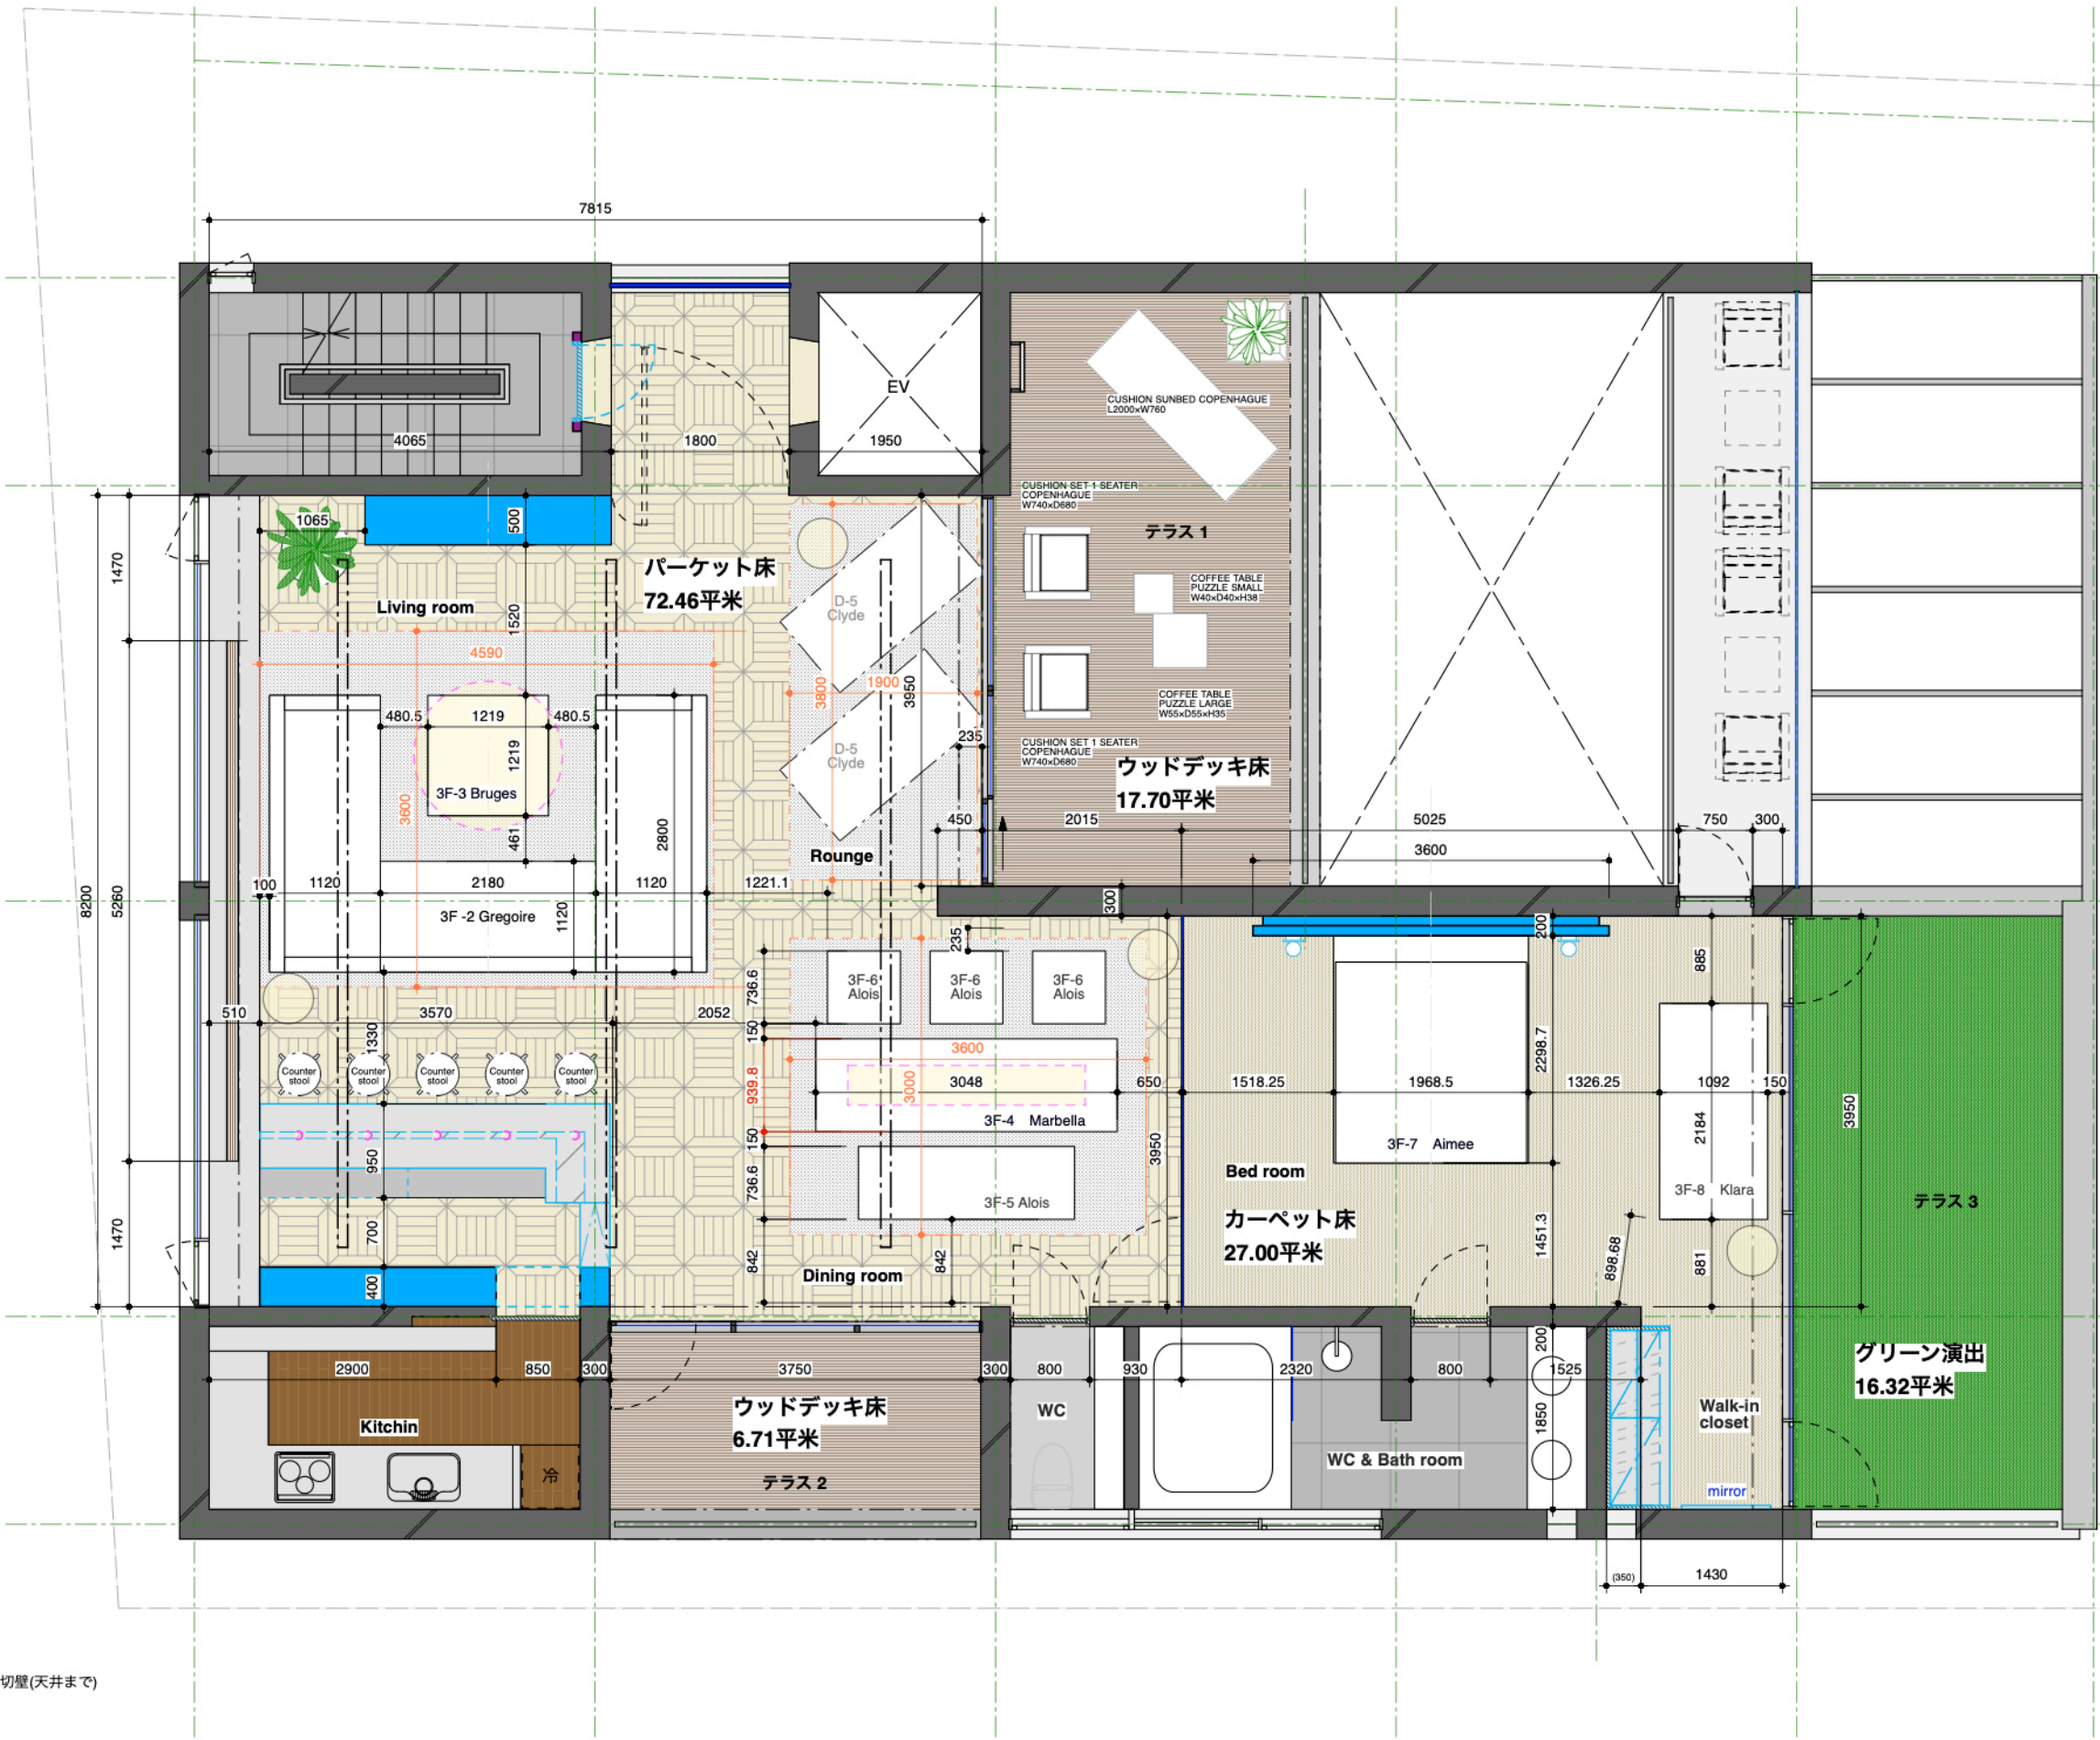 7815
EV
4065
1800
1950
CUSHION SUNBED COPENHAGUE
L2000×W760
CUSHION SET 1 SEATER
COPENHAGUE
W740×D680
テラス 1
1065
500
1470
パーケット床
72.46平米
Living room
1520
D-5
Clyde
COFFEE TABLE
PUZZLE SMALL
W40×D40×H38
4590
3800
1900
3950
480.5
1219
480.5
1219
235
COFFEE TABLE
PUZZLE LARGE
W55×D55×H35
D-5
Clyde
CUSHION SET 1 SEATER
COPENHAGUE
W740×D680
3F-3 Bruges
3600
461
2800
ウッドデッキ床
17.70平米
450
2015
5025
750
300
3600
Rounge
8200
5260
100
1120
2180
1120
1221.1
300
3F -2 Gregoire
1120
235
200
885
736.6
3F-6
Alois
3F-6
Alois
3F-6
Alois
510
3570
2052
1330
150
2298.7
Counter
stool
Counter
stool
Counter
stool
Counter
stool
Counter
stool
3600
939.8
3048
3000
650
1518.25
1968.5
1326.25
1092
150
3F-4 Marbella
3950
2184
3950
3F-7 Aimee
950
150
736.6
Bed room
3F-8 Klara
3F-5 Alois
テラス 3
1470
700
842
842
カーペット床
27.00平米
1451.3
898.68
881
Dining room
400
2900
850
300
3750
300
800
930
2320
800
200
1525
グリーン演出
16.32平米
Kitchin
ウッドデッキ床
6.71平米
WC
1850
Walk-in
closet
WC & Bath room
冷
テラス 2
mirror
(350)
1430
切壁(天井まで)